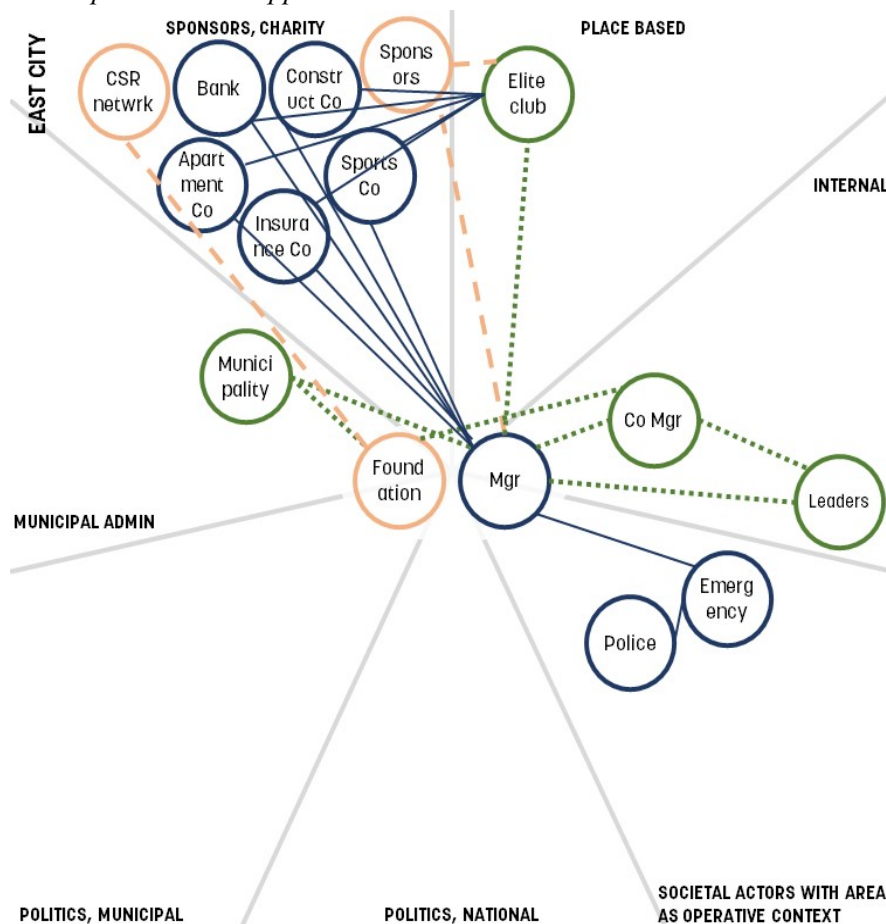 SPONSORS, CHARITY
PLACE BASED
EAST CITY
CSR
netwrk
Bank
Constr
uct Co
Spons
ors
Elite
club
Apart
ment
Co
Sports
Co
Insura
nce Co
INTERNAL
Munici
pality
Co Mgr
Found
ation
Mgr
Leaders
MUNICIPAL ADMIN
Emerg
ency
Police
POLITICS, MUNICIPAL
POLITICS, NATIONAL
SOCIETAL ACTORS WITH AREA
AS OPERATIVE CONTEXT